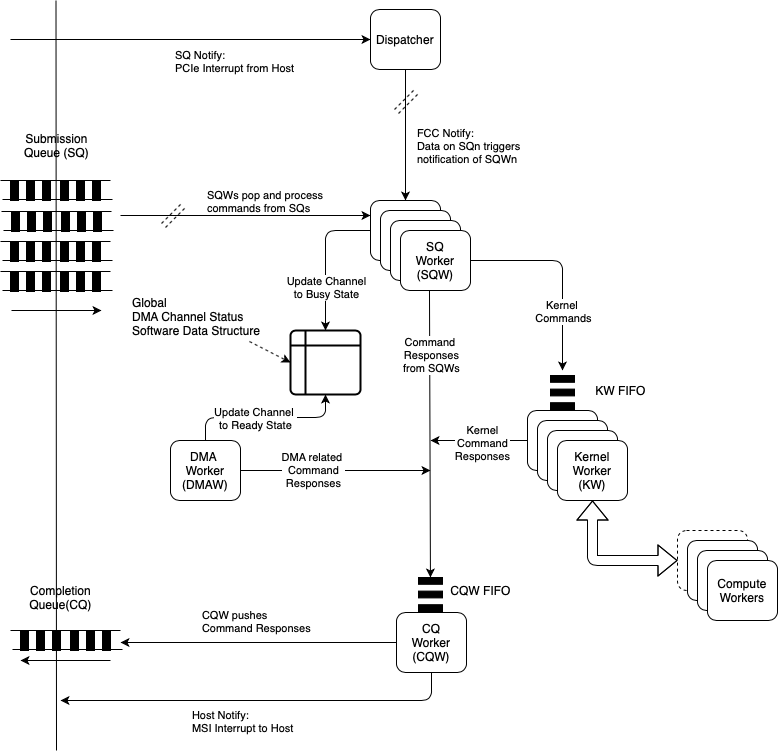 Dispatcher
SQ Notify:
PCIe Interrupt from Host
FCC Notify:
Data on SQn triggers
notification of SQWn
Submission
Queue (SQ)
SQWs pop and process
commands from SQs
SQ
Worker
(SQW)
Update Channel
to Busy State
Global
DMA Channel Status
Software Data Structure
Kernel
Commands
Command
Responses
from SQWs
KW FIFO
Update Channel
to Ready State
Kernel
Command
Responses
DMA
Worker
(DMAW)
DMA related
Command
Responses
Kernel
Worker
(KW)
Compute
Workers
Completion
Queue(CQ)
CQW FIFO
CQW pushes
Command Responses
CQ
Worker
(CQW)
Host Notify:
MSI Interrupt to Host